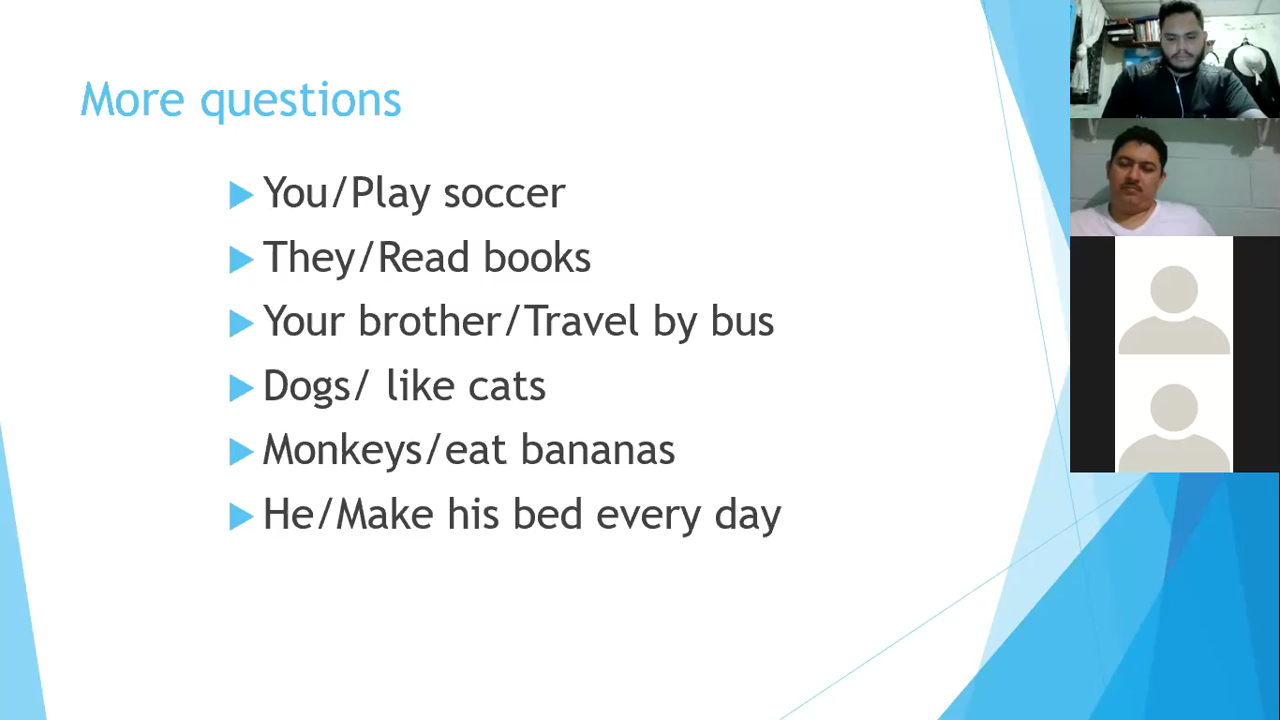 More questions
You/Play soccer
They/Read books
Your brother/Travel by bus
Dogs/ like cats
Monkeys/eat bananas
He/Make his bed every day